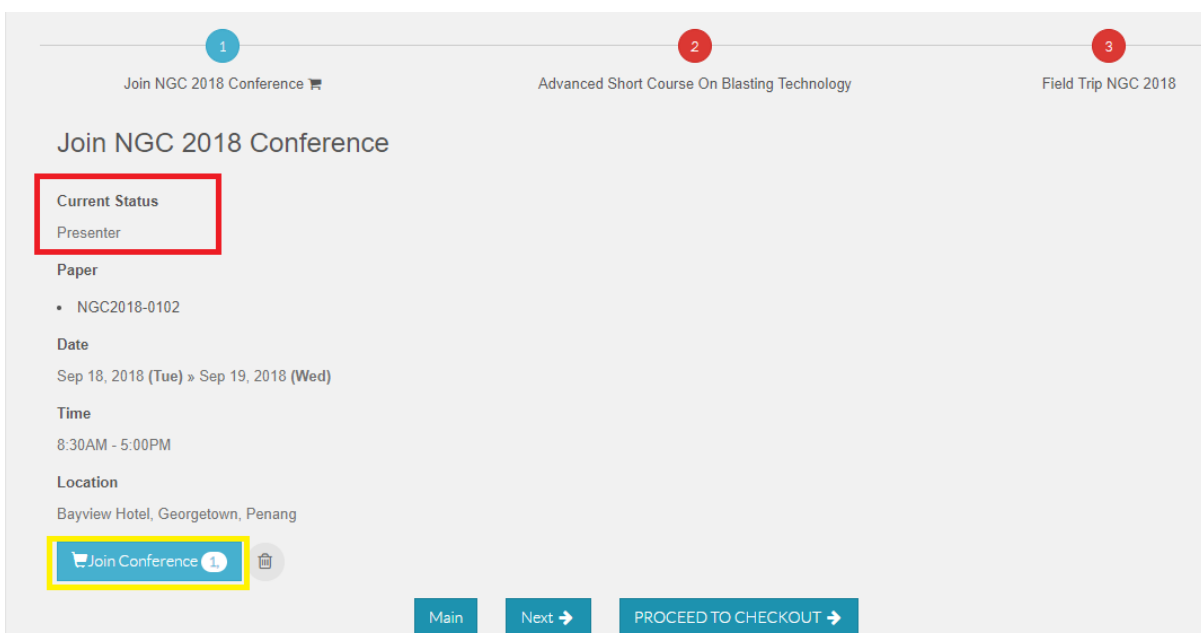 1
2
3
Join NGC 2018 Conference
Advanced Short Course On Blasting Technology
Field Trip NGC 2018
Join NGC 2018 Conference
Current Status
Presenter
Paper
• NGC2018-0102
Date
Sep 18, 2018 (Tue) » Sep 19, 2018 (Wed)
Time
8:30AM - 5:00PM
Location
Bayview Hotel, Georgetown, Penang
Join Conference 1,
Main
Next
PROCEED TO CHECKOUT